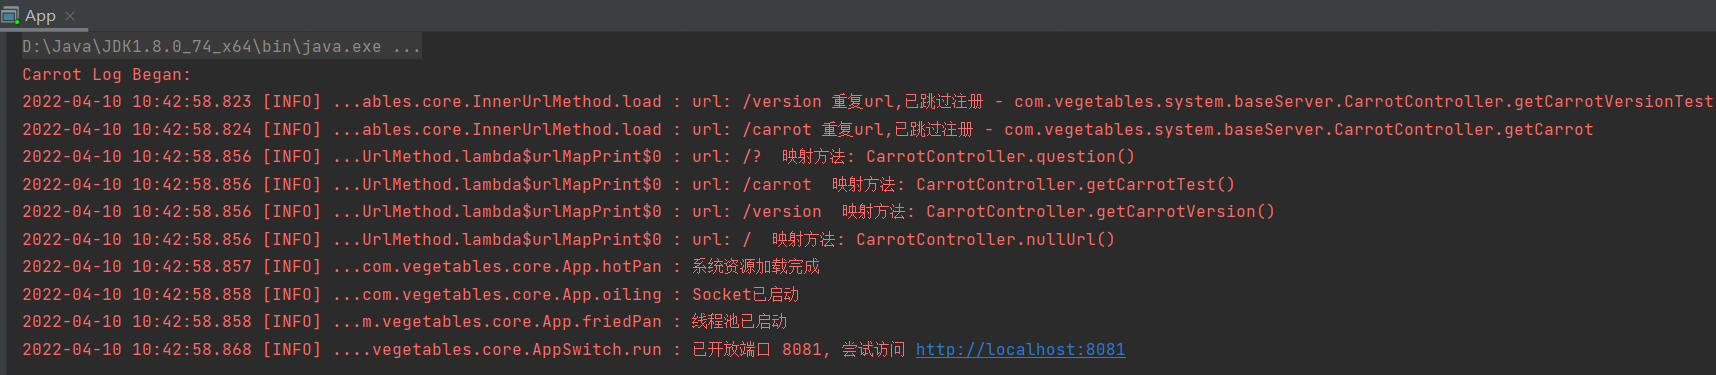 App
D:\Java\JDK1.8.0_74_x64\bin\java.exe ...
Carrot Log Began:
2022-04-10 10:42:58.823 [INFO] ...ables.core.InnerUrlMethod.load : url: /version 重复url,已跳过注册 - com.vegetables.system.baseServer.CarrotController.getCarrotVersionTest
2022-04-10 10:42:58.824 [INFO] ...ables.core.InnerUrlMethod.load : url: /carrot 重复url,已跳过注册 - com.vegetables.system.baseServer.CarrotController.getCarrot
2022-04-10 10:42:58.856 [INFO] ...UrlMethod.lambda$urlMapPrint$0 : url: /?  映射方法: CarrotController.question()
2022-04-10 10:42:58.856 [INFO] ...UrlMethod.lambda$urlMapPrint$0 : url: /carrot  映射方法: CarrotController.getCarrotTest()
2022-04-10 10:42:58.856 [INFO] ...UrlMethod.lambda$urlMapPrint$0 : url: /version  映射方法: CarrotController.getCarrotVersion()
2022-04-10 10:42:58.856 [INFO] ...UrlMethod.lambda$urlMapPrint$0 : url: /  映射方法: CarrotController.nullUrl()
2022-04-10 10:42:58.857 [INFO] ...com.vegetables.core.App.hotPan : 系统资源加载完成
2022-04-10 10:42:58.858 [INFO] ...com.vegetables.core.App.oiling : Socket已启动
2022-04-10 10:42:58.858 [INFO] ...m.vegetables.core.App.friedPan : 线程池已启动
2022-04-10 10:42:58.868 [INFO] ....vegetables.core.AppSwitch.run : 已开放端口 8081, 尝试访问 http://localhost:8081